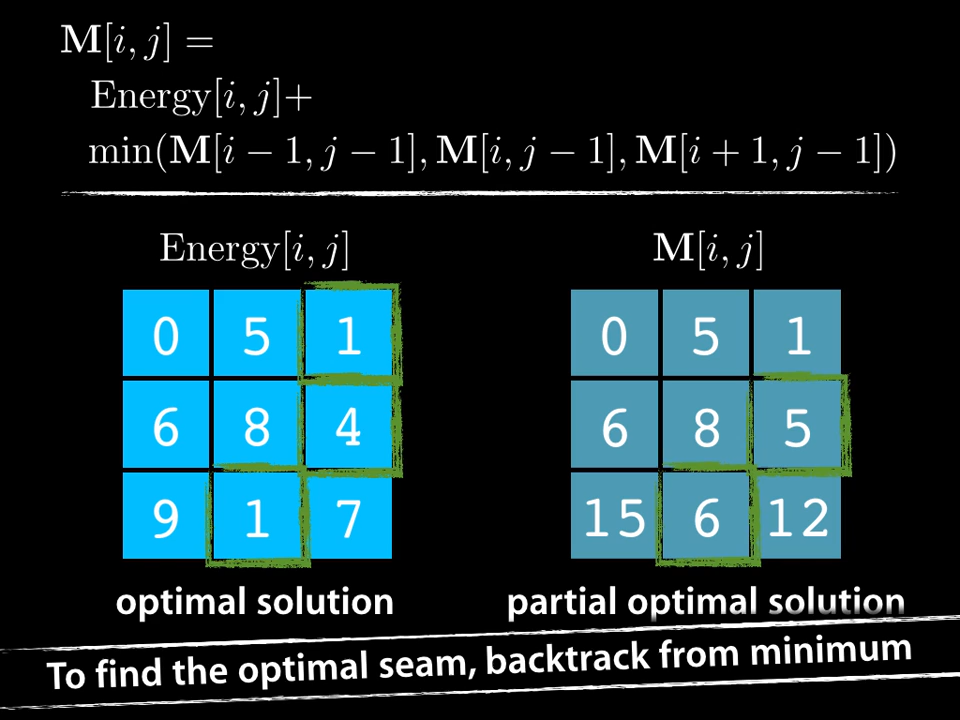 M[i, j] =
Energy[i, j]+
min(M[i − 1, j − 1], M[i, j − 1], M[i + 1, j − 1])
Energy[i, j]
M[i, j]
0 5 1
6 8 4
9 1 7
0 5 1
6 8 5
15 6 12
optimal solution
partial optimal solution
To find the optimal seam, backtrack from minimum